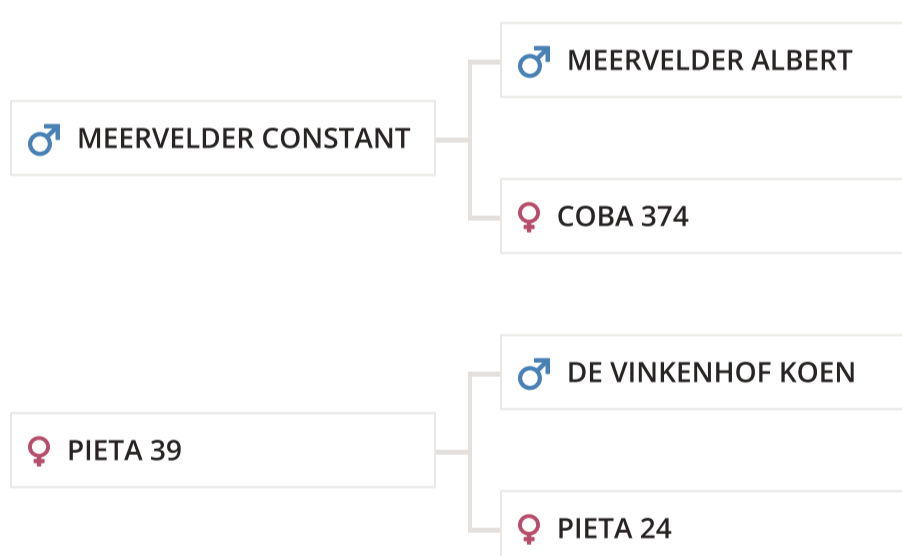 MEERVELDER ALBERT
MEERVELDER CONSTANT
COBA 374
DE VINKENHOF KOEN
PIETA 39
PIETA 24